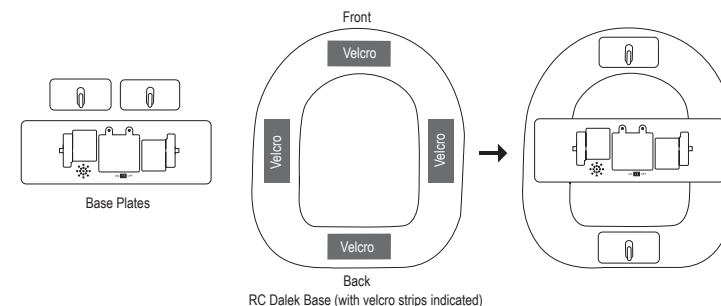 Front
Velcro
Velcro
Velcro
Velcro
Base Plates
Back
RC Dalek Base (with velcro strips indicated)